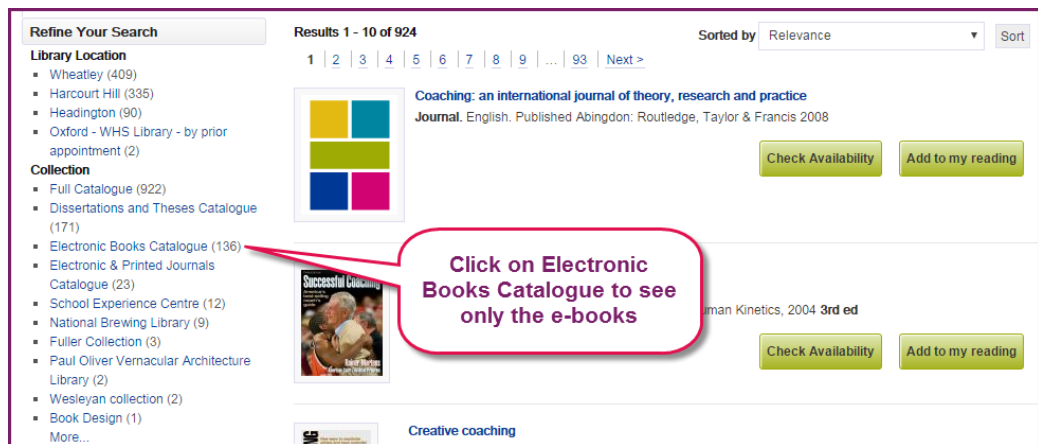 Refine Your Search
Library Location
Wheatley (409)
Harcourt Hill (335)
Headington (90)
Oxford - WHS Library - by prior
appointment (2)
Collection
Full Catalogue (922)
Dissertations and Theses Catalogue
(171)
Electronic Books Catalogue (136)
Electronic & Printed Journals
Catalogue (23)
School Experience Centre (12)
National Brewing Library (9)
Fuller Collection (3)
Paul Oliver Vernacular Architecture
Library (2)
Wesleyan collection (2)
Book Design (1)
More...
Results 1 - 10 of 924
Sorted by Relevance Sort
1 | 2 | 3 | 4 | 5 | 6 | 7 | 8 | 9 | ... | 93 | Next >
Coaching: an international journal of theory, research and practice
Journal. English. Published Abingdon: Routledge, Taylor & Francis 2008
Check Availability Add to my reading
Click on Electronic
Books Catalogue to see
only the e-books
Successful Coaching
Rainer Martens
uman Kinetics, 2004 3rd ed
Check Availability Add to my reading
Creative coaching